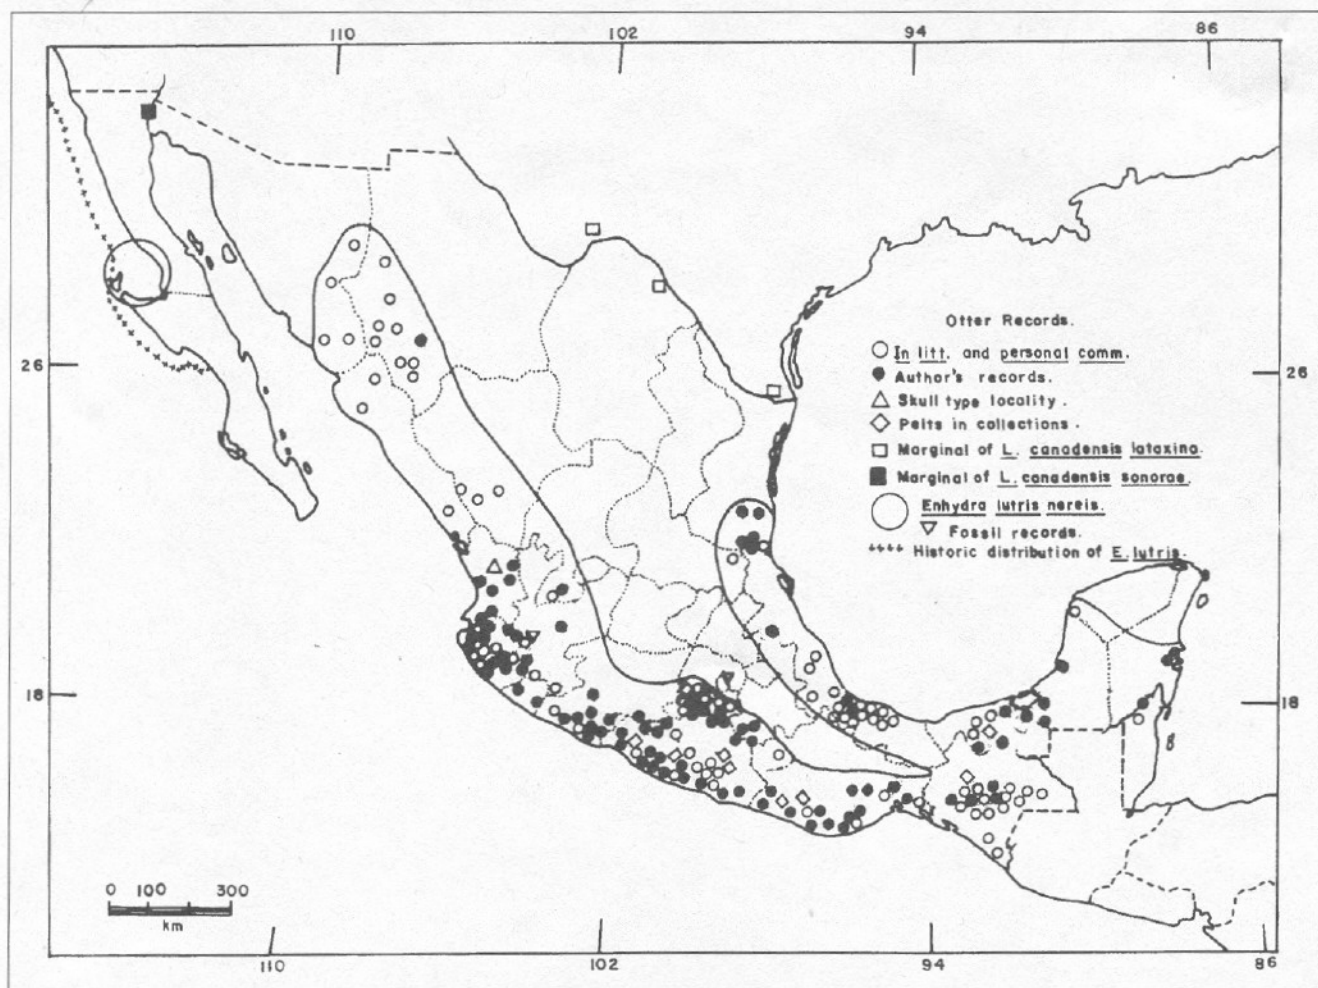 110 102 94 86
Otter Records.
In litt. and personal comm.
26 26
Author's records.
Skull type locality.
Pelts in collections.
Marginal of L. canadensis lataxina.
Marginal of L. canadensis sonorae.
Enhydra lutris nereis.
Fossil records.
Historic distribution of E. lutris.
18 18
0 100 300
km
110 102 94 86